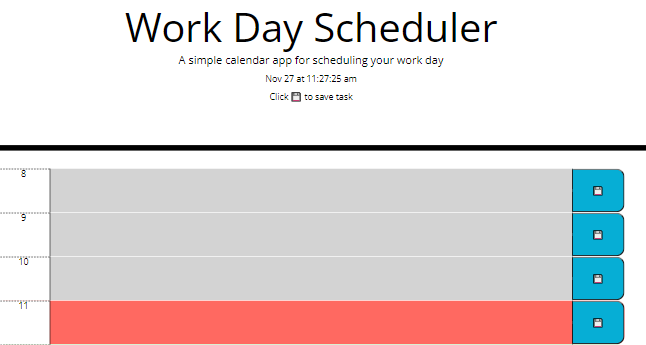 Work Day Scheduler
A simple calendar app for scheduling your work day
Nov 27 at 11:27:25 am
Click 💾 to save task
8
9
10
11